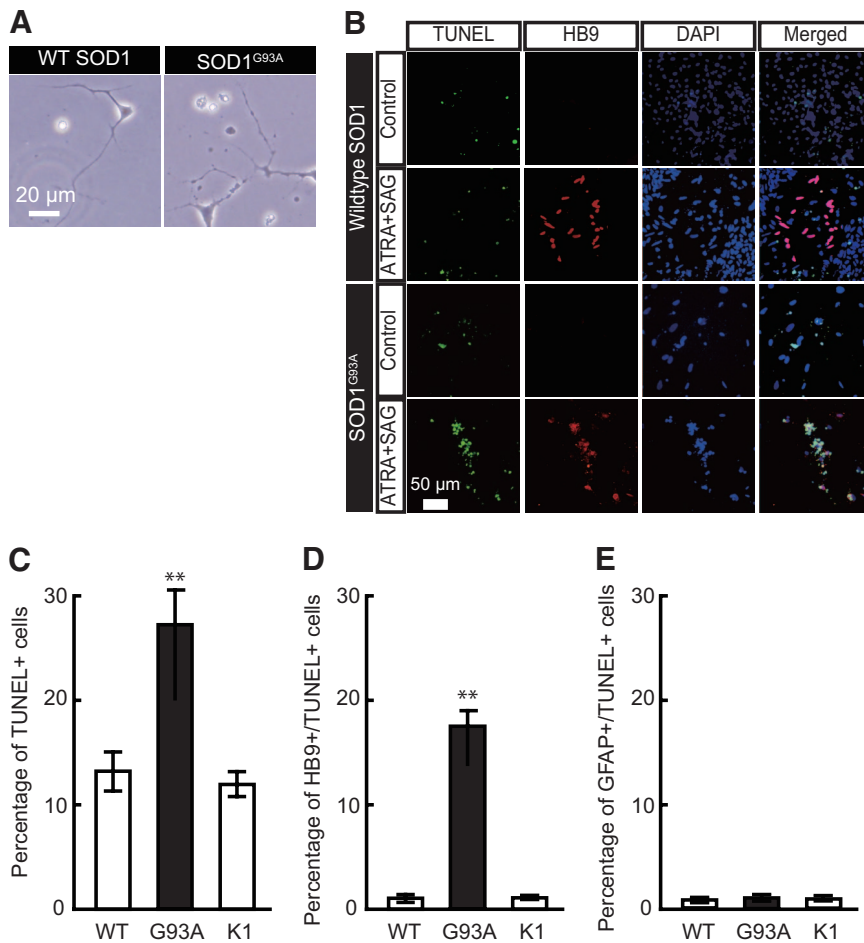 A
WT SOD1
SOD1G93A
20 µm
B
TUNEL
HB9
DAPI
Merged
Wildtype SOD1
Control
ATRA+SAG
SOD1G93A
Control
ATRA+SAG
50 µm
C
Percentage of TUNEL+ cells
30
20
10
0
**
WT
G93A
K1
D
Percentage of HB9+/TUNEL+ cells
30
20
10
0
**
WT
G93A
K1
E
Percentage of GFAP+/TUNEL+ cells
30
20
10
0
WT
G93A
K1